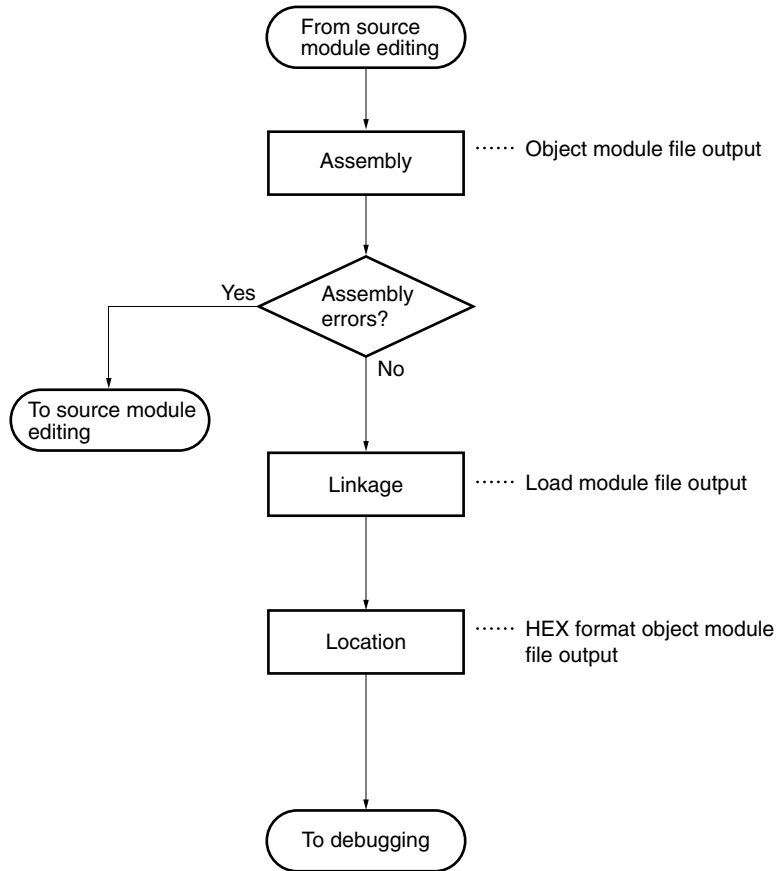 From source
module editing
Assembly
······ Object module file output
Yes
Assembly
errors?
No
To source module
editing
Linkage
······ Load module file output
Location
······ HEX format object module
file output
To debugging